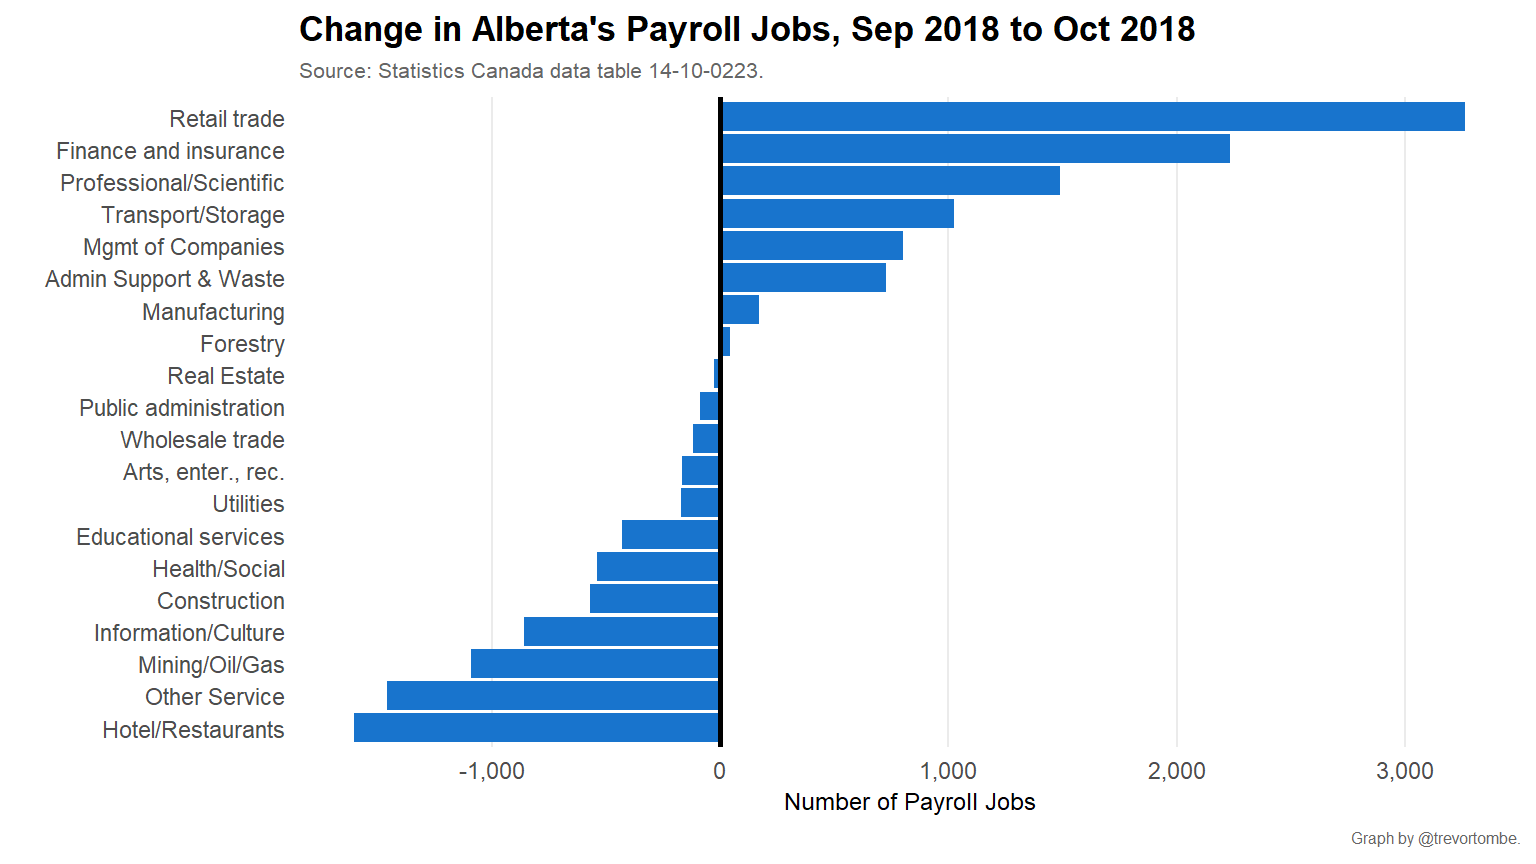 Change in Alberta's Payroll Jobs, Sep 2018 to Oct 2018
Source: Statistics Canada data table 14-10-0223.
Retail trade
Finance and insurance
Professional/Scientific
Transport/Storage
Mgmt of Companies
Admin Support & Waste
Manufacturing
Forestry
Real Estate
Public administration
Wholesale trade
Arts, enter., rec.
Utilities
Educational services
Health/Social
Construction
Information/Culture
Mining/Oil/Gas
Other Service
Hotel/Restaurants
-1,000 0 1,000 2,000 3,000
Number of Payroll Jobs
Graph by @trevortombe.